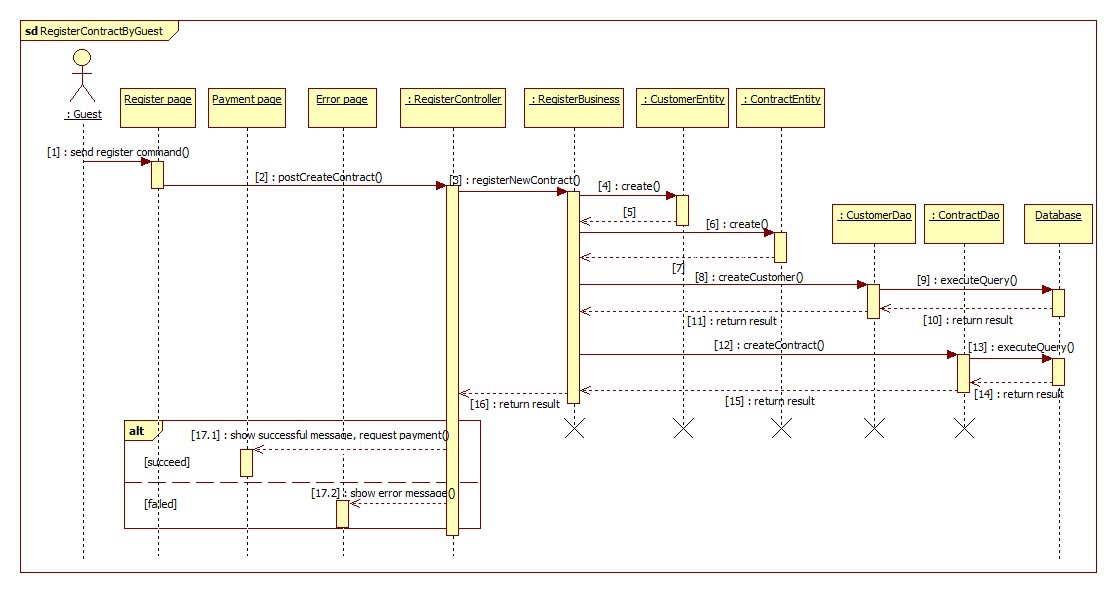 sd RegisterContractByGuest
: Guest
Register page
Payment page
Error page
: RegisterController
: RegisterBusiness
: CustomerEntity
: ContractEntity
[1] : send register command()
[2] : postCreateContract()
[3] : registerNewContract()
[4] : create()
[5]
: CustomerDao
: ContractDao
Database
[6] : create()
[7]
[8] : createCustomer()
[9] : executeQuery()
[10] : return result
[11] : return result
[12] : createContract()
[13] : executeQuery()
[14] : return result
[15] : return result
[16] : return result
alt
[17.1] : show successful message, request payment()
[succeed]
[17.2] : show error message()
[failed]